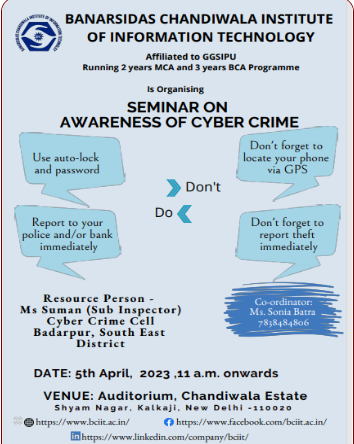 BANARSIDAS CHANDIWALA INSTITUTE
OF INFORMATION TECHNOLOGY
Affiliated to GGSIPU
Running 2 years MCA and 3 years BCA Programme
Is Organising
SEMINAR ON
AWARENESS OF CYBER CRIME
Use auto-lock
and password
Don't forget to
locate your phone
via GPS
Don't
Do
Report to your
police and/or bank
immediately
Don't forget to
report theft
immediately
Resource Person -
Ms Suman (Sub Inspector)
Cyber Crime Cell
Badarpur, South East
District
Co-ordinator:
Ms. Sonia Batra
7838484806
DATE: 5th April, 2023 ,11 a.m. onwards
VENUE: Auditorium, Chandiwala Estate
Shyam Nagar, Kalkaji, New Delhi -110020
https://www.bciit.ac.in/
https://www.facebook.com/bciit.ac.in/
https://www.linkedin.com/company/bciit/